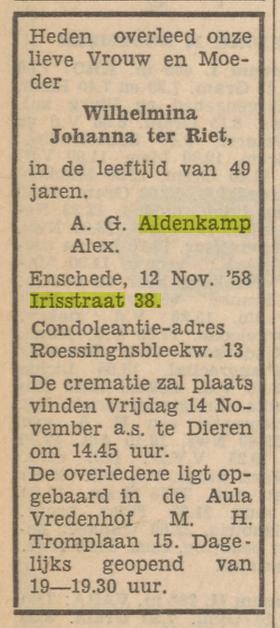 Heden overleed onze
lieve Vrouw en Moe-
der
Wilhelmina
Johanna ter Riet,
in de leeftijd van 49
jaren.
A. G. Aldenkamp
Alex.
Enschede, 12 Nov. '58
Irisstraat 38.
Condoleantie-adres
Roessinghsbleekw. 13
De crematie zal plaats
vinden Vrijdag 14 No-
vember a.s. te Dieren
om 14.45 uur.
De overledene ligt op-
gebaard in de Aula
Vredenhof M. H.
Tromplaan 15. Dage-
lijks geopend van
19—19.30 uur.